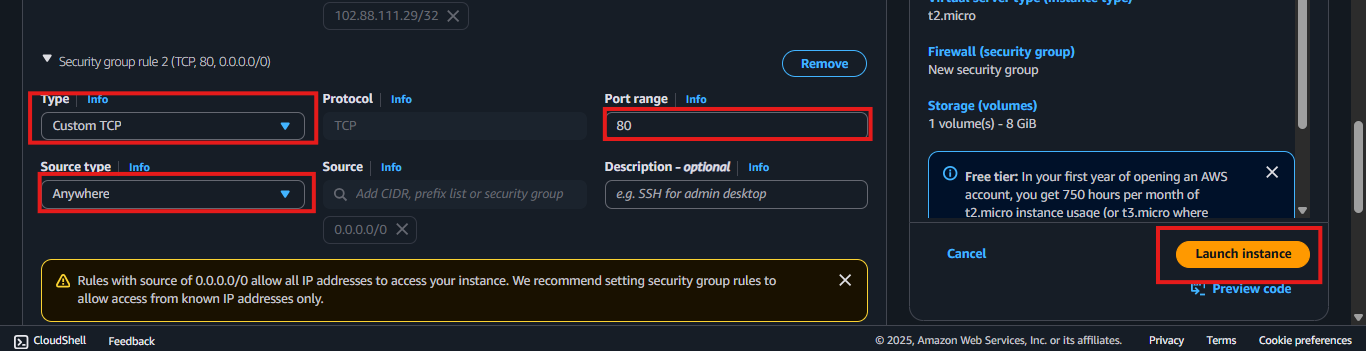 102.88.111.29/32
Security group rule 2 (TCP, 80, 0.0.0.0/0)
Remove
Type Info
Protocol Info
Port range Info
Custom TCP
TCP
80
Source type Info
Source Info
Description - optional Info
Anywhere
Add CIDR, prefix list or security group
e.g. SSH for admin desktop
0.0.0.0/0
Rules with source of 0.0.0.0/0 allow all IP addresses to access your instance. We recommend setting security group rules to
allow access from known IP addresses only.
Virtual server type (instance type)
t2.micro
Firewall (security group)
New security group
Storage (volumes)
1 volume(s) - 8 GiB
Free tier: In your first year of opening an AWS
account, you get 750 hours per month of
t2.micro instance usage (or t3.micro where
Cancel
Launch instance
Preview code
CloudShell
Feedback
© 2025, Amazon Web Services, Inc. or its affiliates.
Privacy
Terms
Cookie preferences